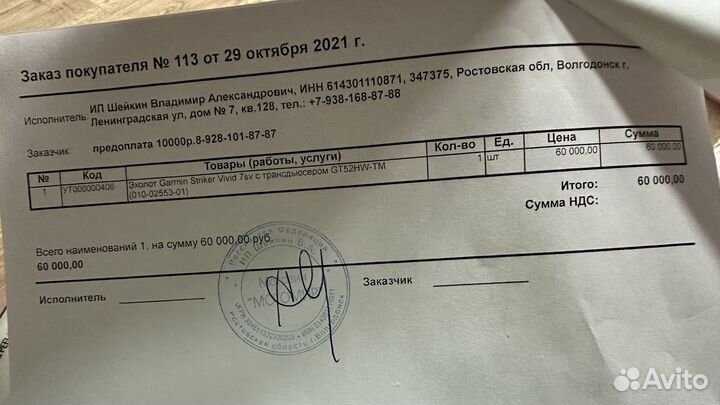 Заказ покупателя № 113 от 29 октября 2021 г.
Исполнитель: ИП Шейкин Владимир Александрович, ИНН 614301110871, 347375, Ростовская обл, Волгодонск г,
Ленинградская ул, дом № 7, кв.128, тел.: +7-938-168-87-88
Заказчик: предоплата 10000р.8-928-101-87-87
№ Код Товары (работы, услуги) Кол-во Ед. Цена Сумма
1 УТ000000406 Эхолот Garmin Striker Vivid 7sv с трансдьюсером GT52HW-TM 1 шт 60 000,00 60 000,00
(010-02553-01)
Итого: 60 000,00
Сумма НДС:
Всего наименований 1, на сумму 60 000,00 руб.
60 000,00
Исполнитель Заказчик
Российская Федерация
Ростовская область г. Волгодонск
Avito